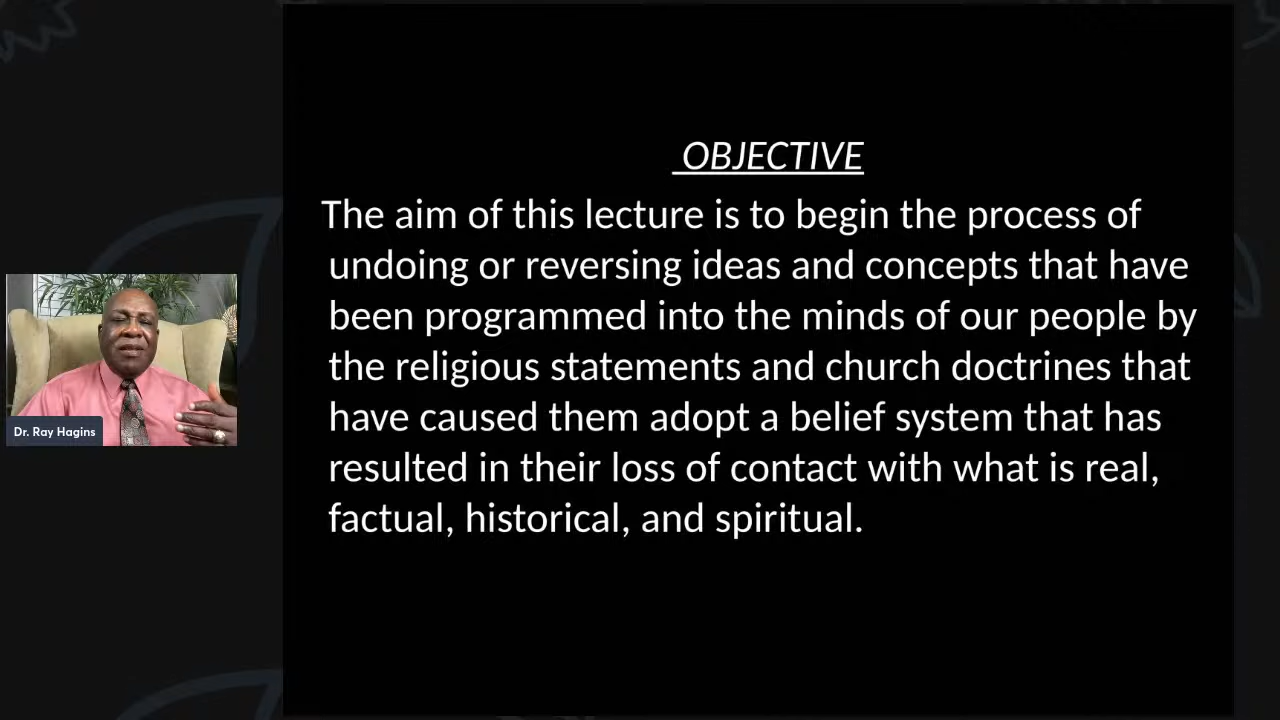 OBJECTIVE
The aim of this lecture is to begin the process of
undoing or reversing ideas and concepts that have
been programmed into the minds of our people by
the religious statements and church doctrines that
have caused them adopt a belief system that has
resulted in their loss of contact with what is real,
factual, historical, and spiritual.
Dr. Ray Hagins